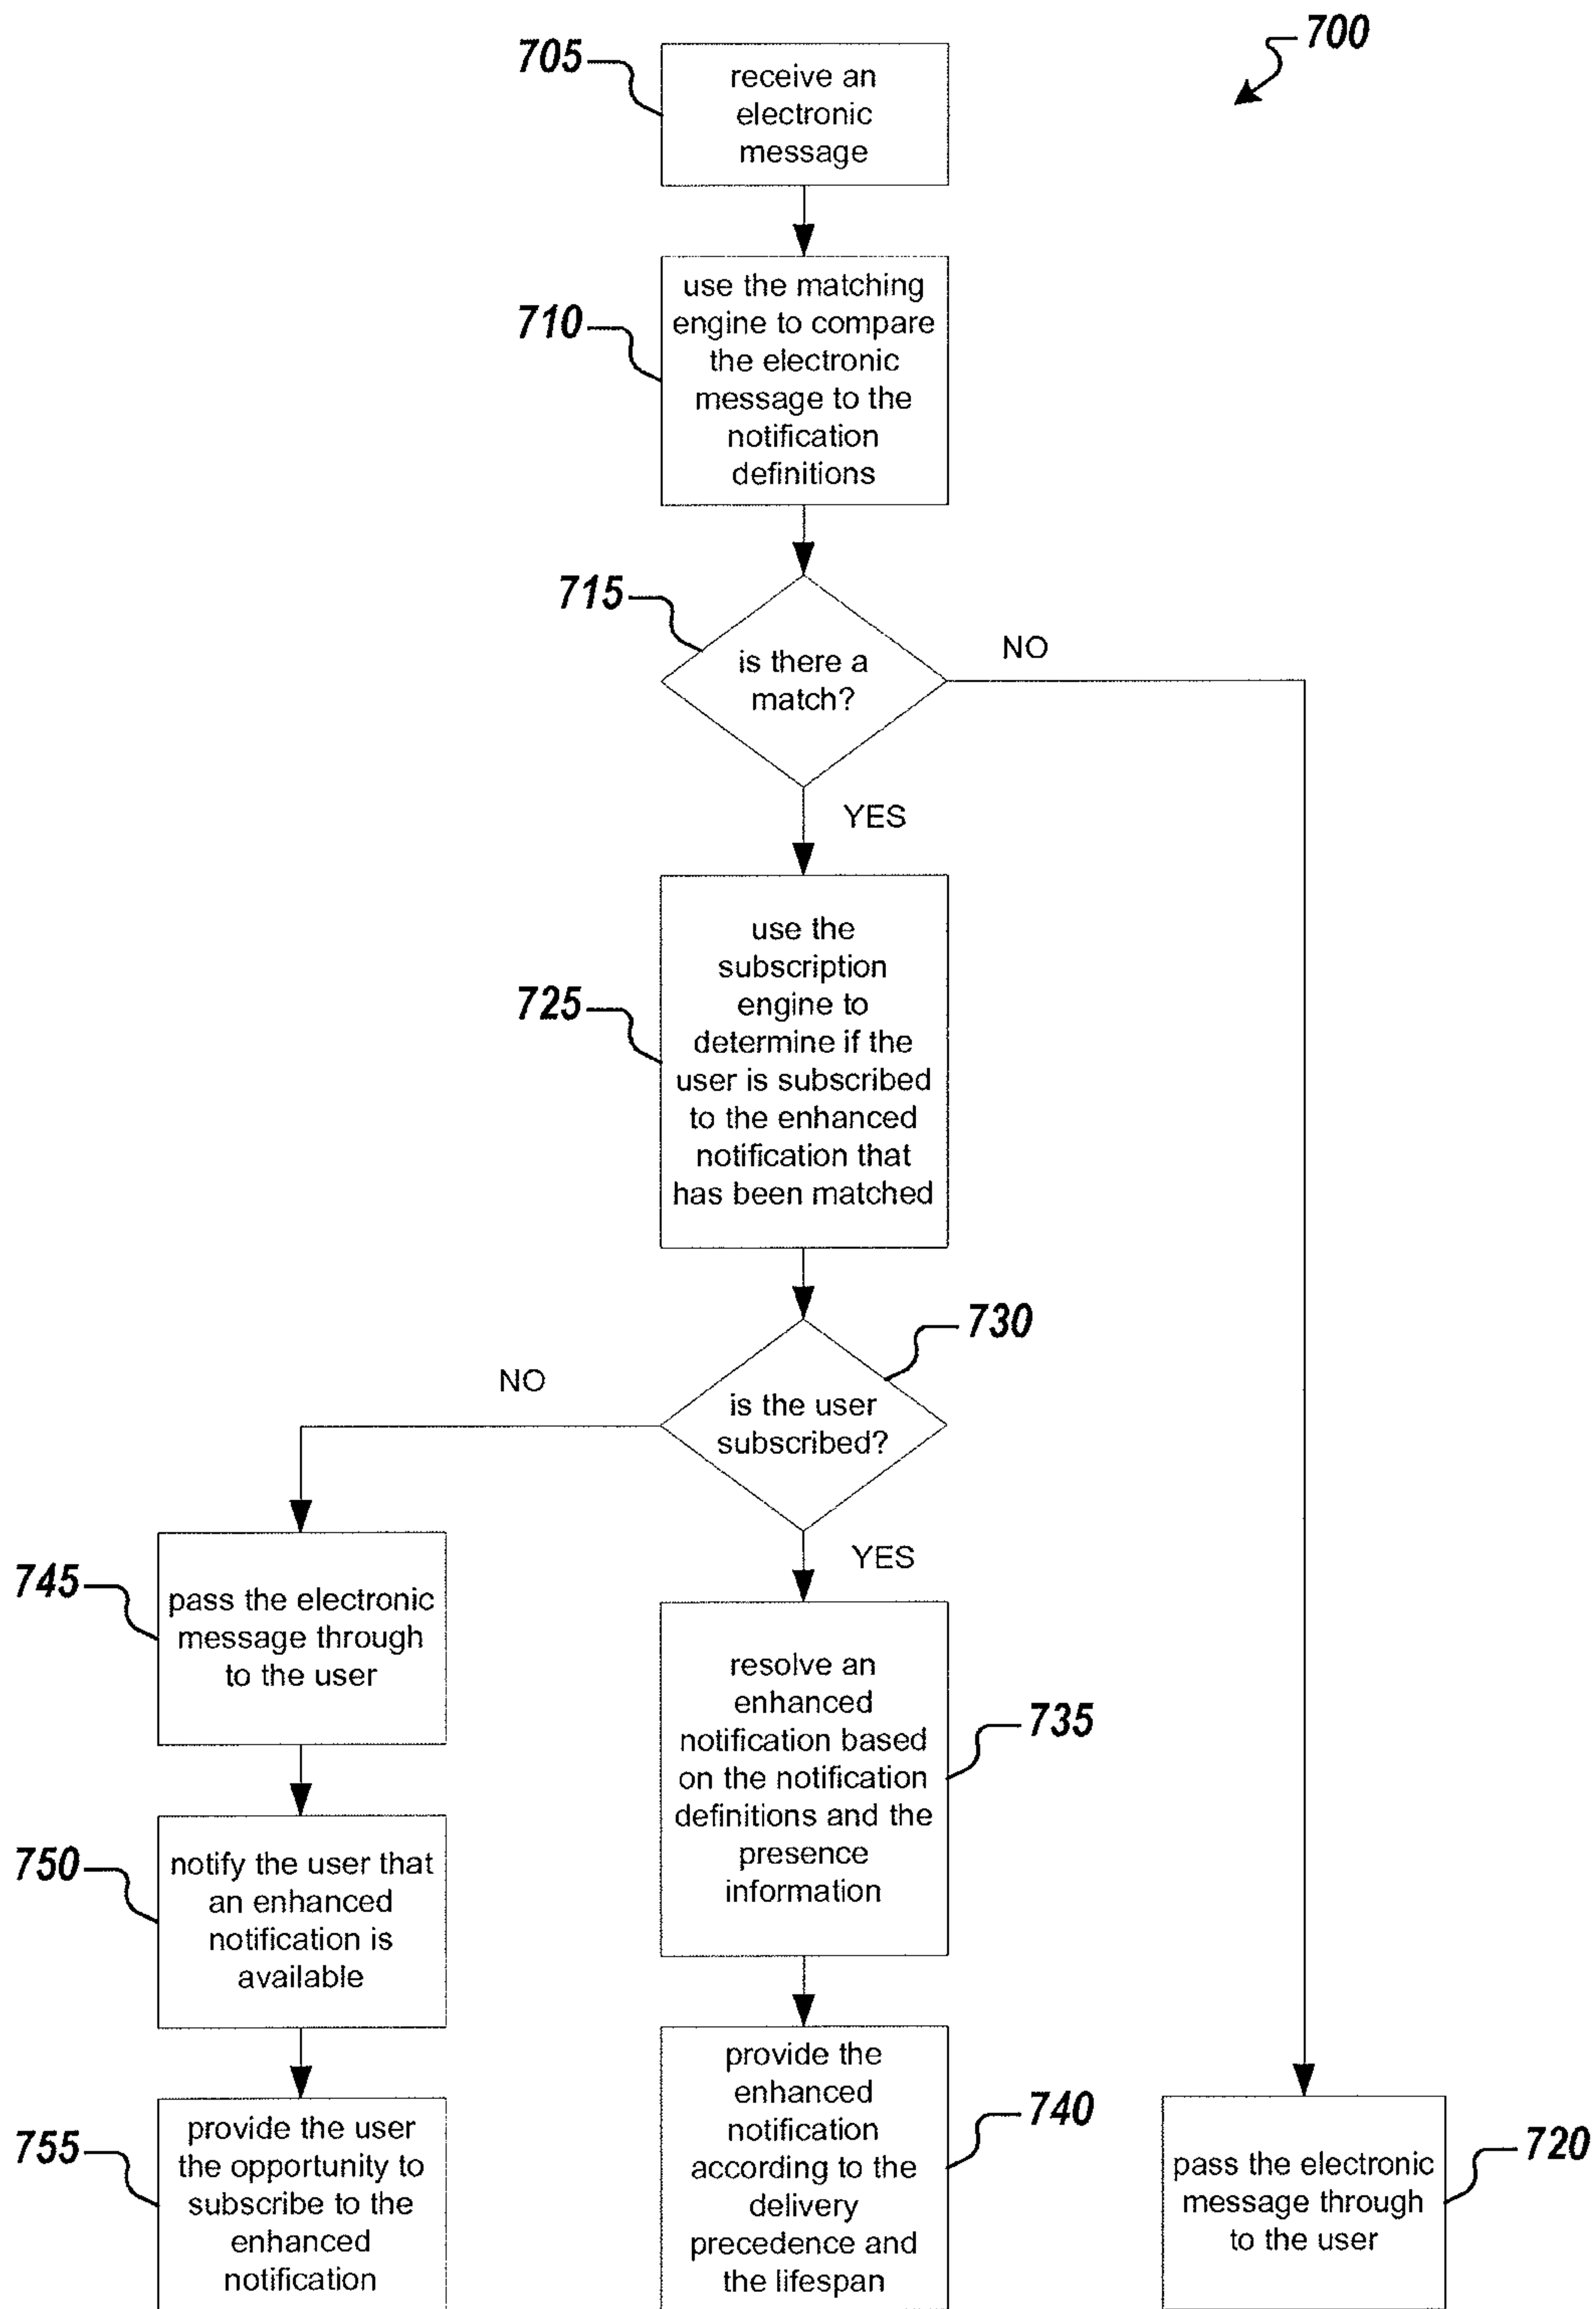 700
705
receive an
electronic
message
710
use the matching
engine to compare
the electronic
message to the
notification
definitions
715
is there a
match?
NO
YES
725
use the
subscription
engine to
determine if the
user is subscribed
to the enhanced
notification that
has been matched
730
is the user
subscribed?
NO
YES
745
pass the electronic
message through
to the user
735
resolve an
enhanced
notification based
on the notification
definitions and the
presence
information
750
notify the user that
an enhanced
notification is
available
740
provide the
enhanced
notification
according to the
delivery
precedence and
the lifespan
755
provide the user
the opportunity to
subscribe to the
enhanced
notification
720
pass the electronic
message through
to the user